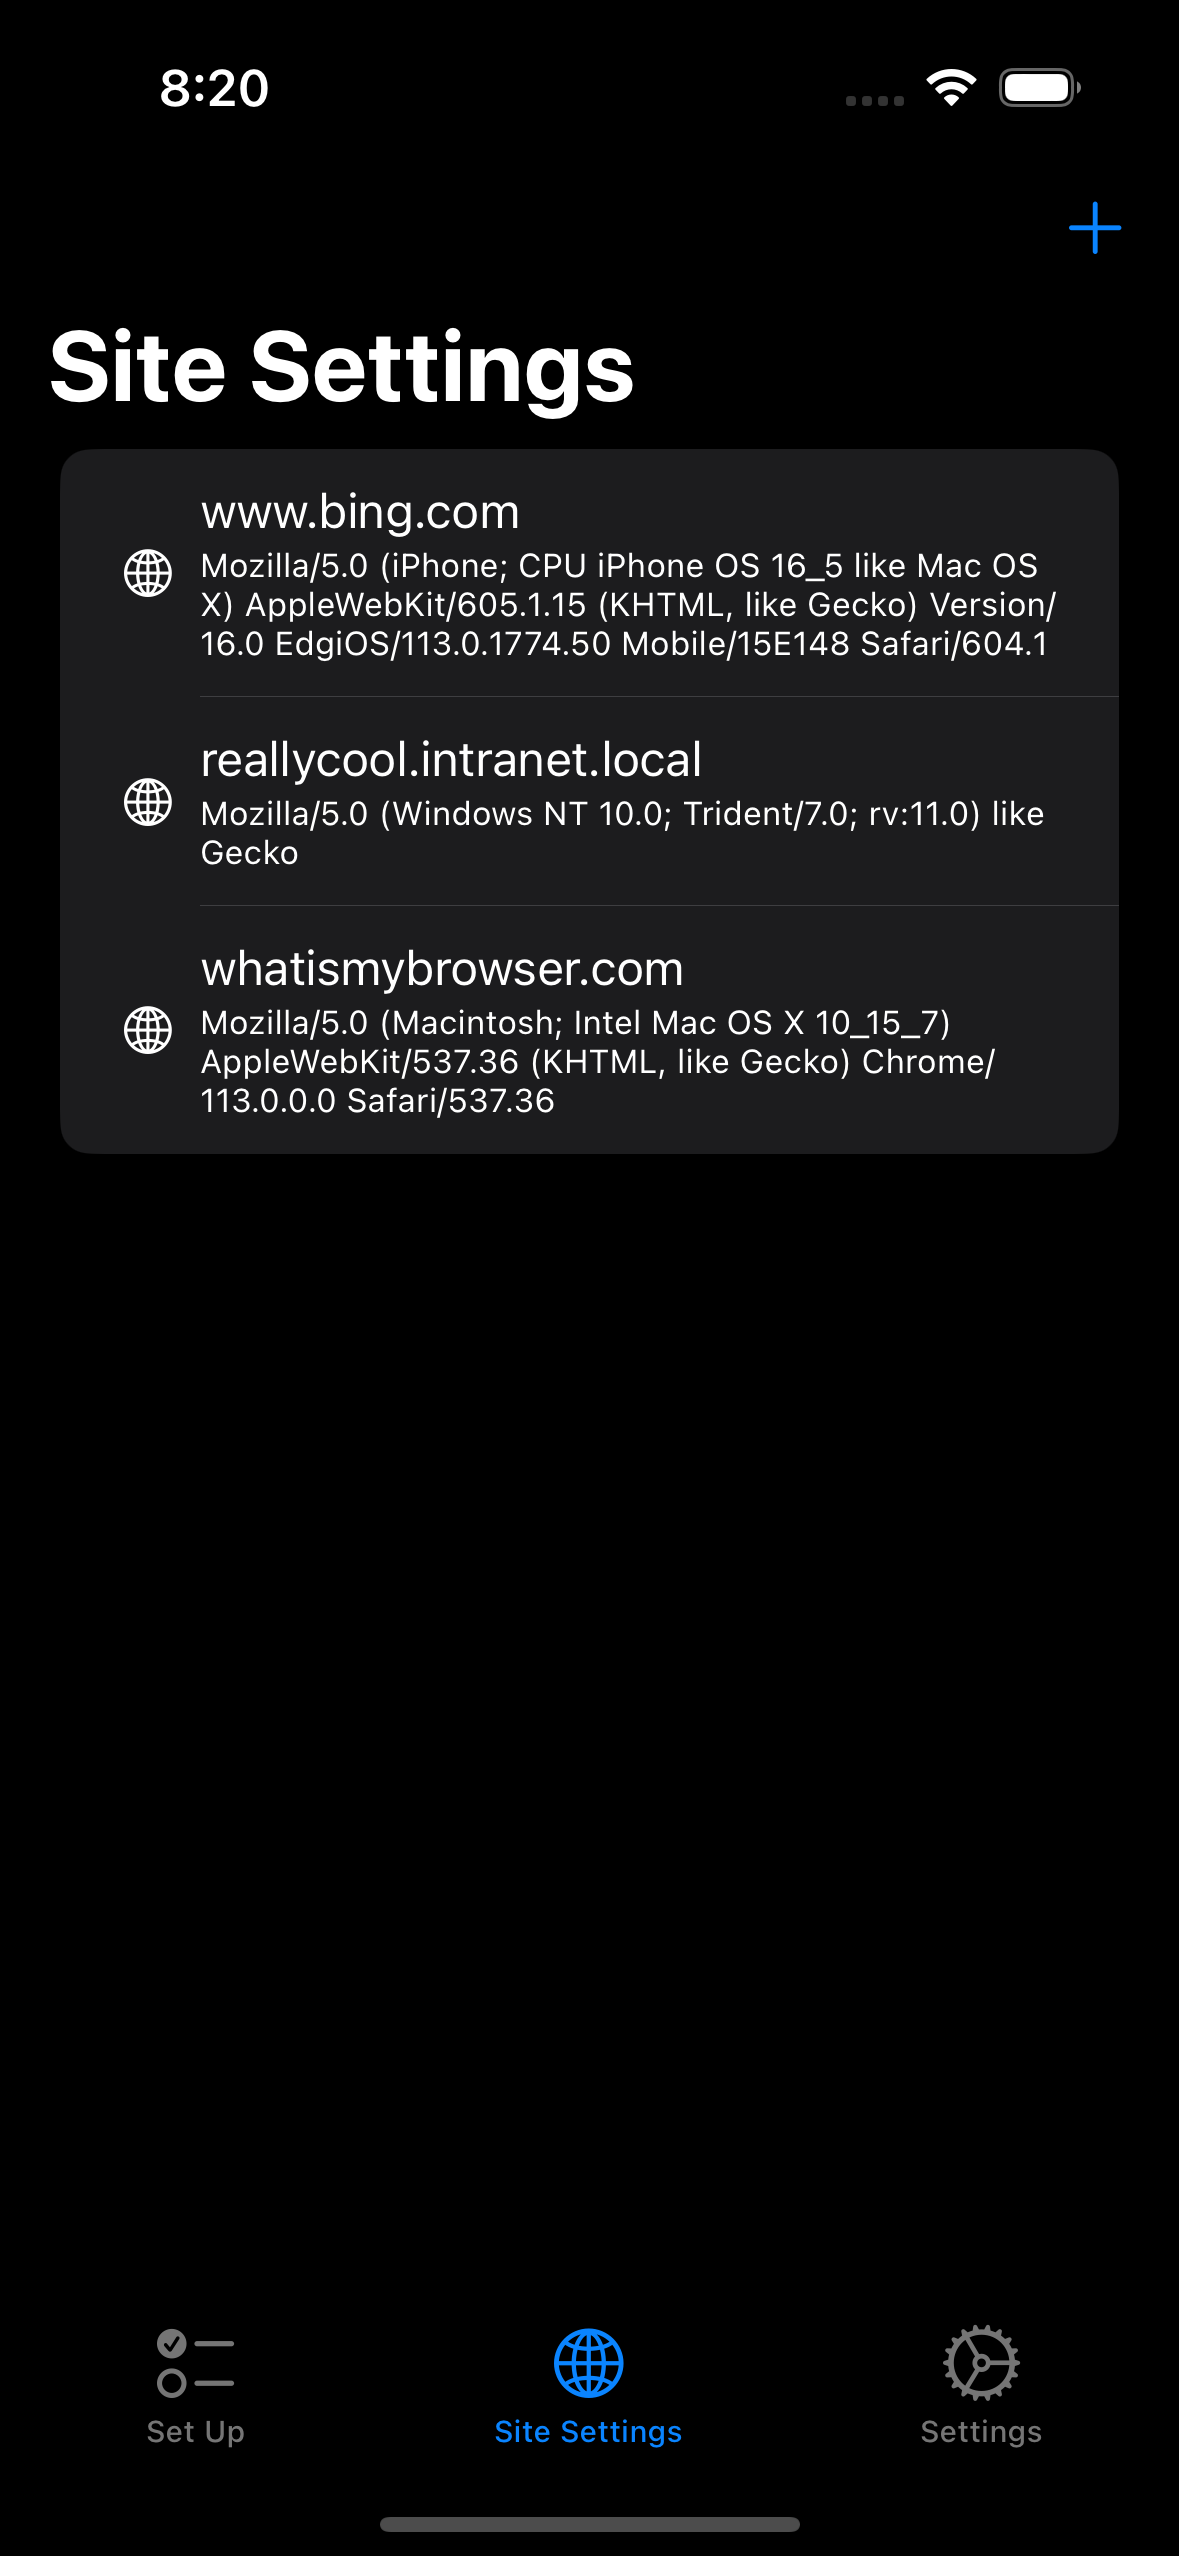 8:20
Site Settings
www.bing.com
Mozilla/5.0 (iPhone; CPU iPhone OS 16_5 like Mac OS
X) AppleWebKit/605.1.15 (KHTML, like Gecko) Version/
16.0 EdgiOS/113.0.1774.50 Mobile/15E148 Safari/604.1
reallycool.intranet.local
Mozilla/5.0 (Windows NT 10.0; Trident/7.0; rv:11.0) like
Gecko
whatismybrowser.com
Mozilla/5.0 (Macintosh; Intel Mac OS X 10_15_7)
AppleWebKit/537.36 (KHTML, like Gecko) Chrome/
113.0.0.0 Safari/537.36
Set Up
Site Settings
Settings